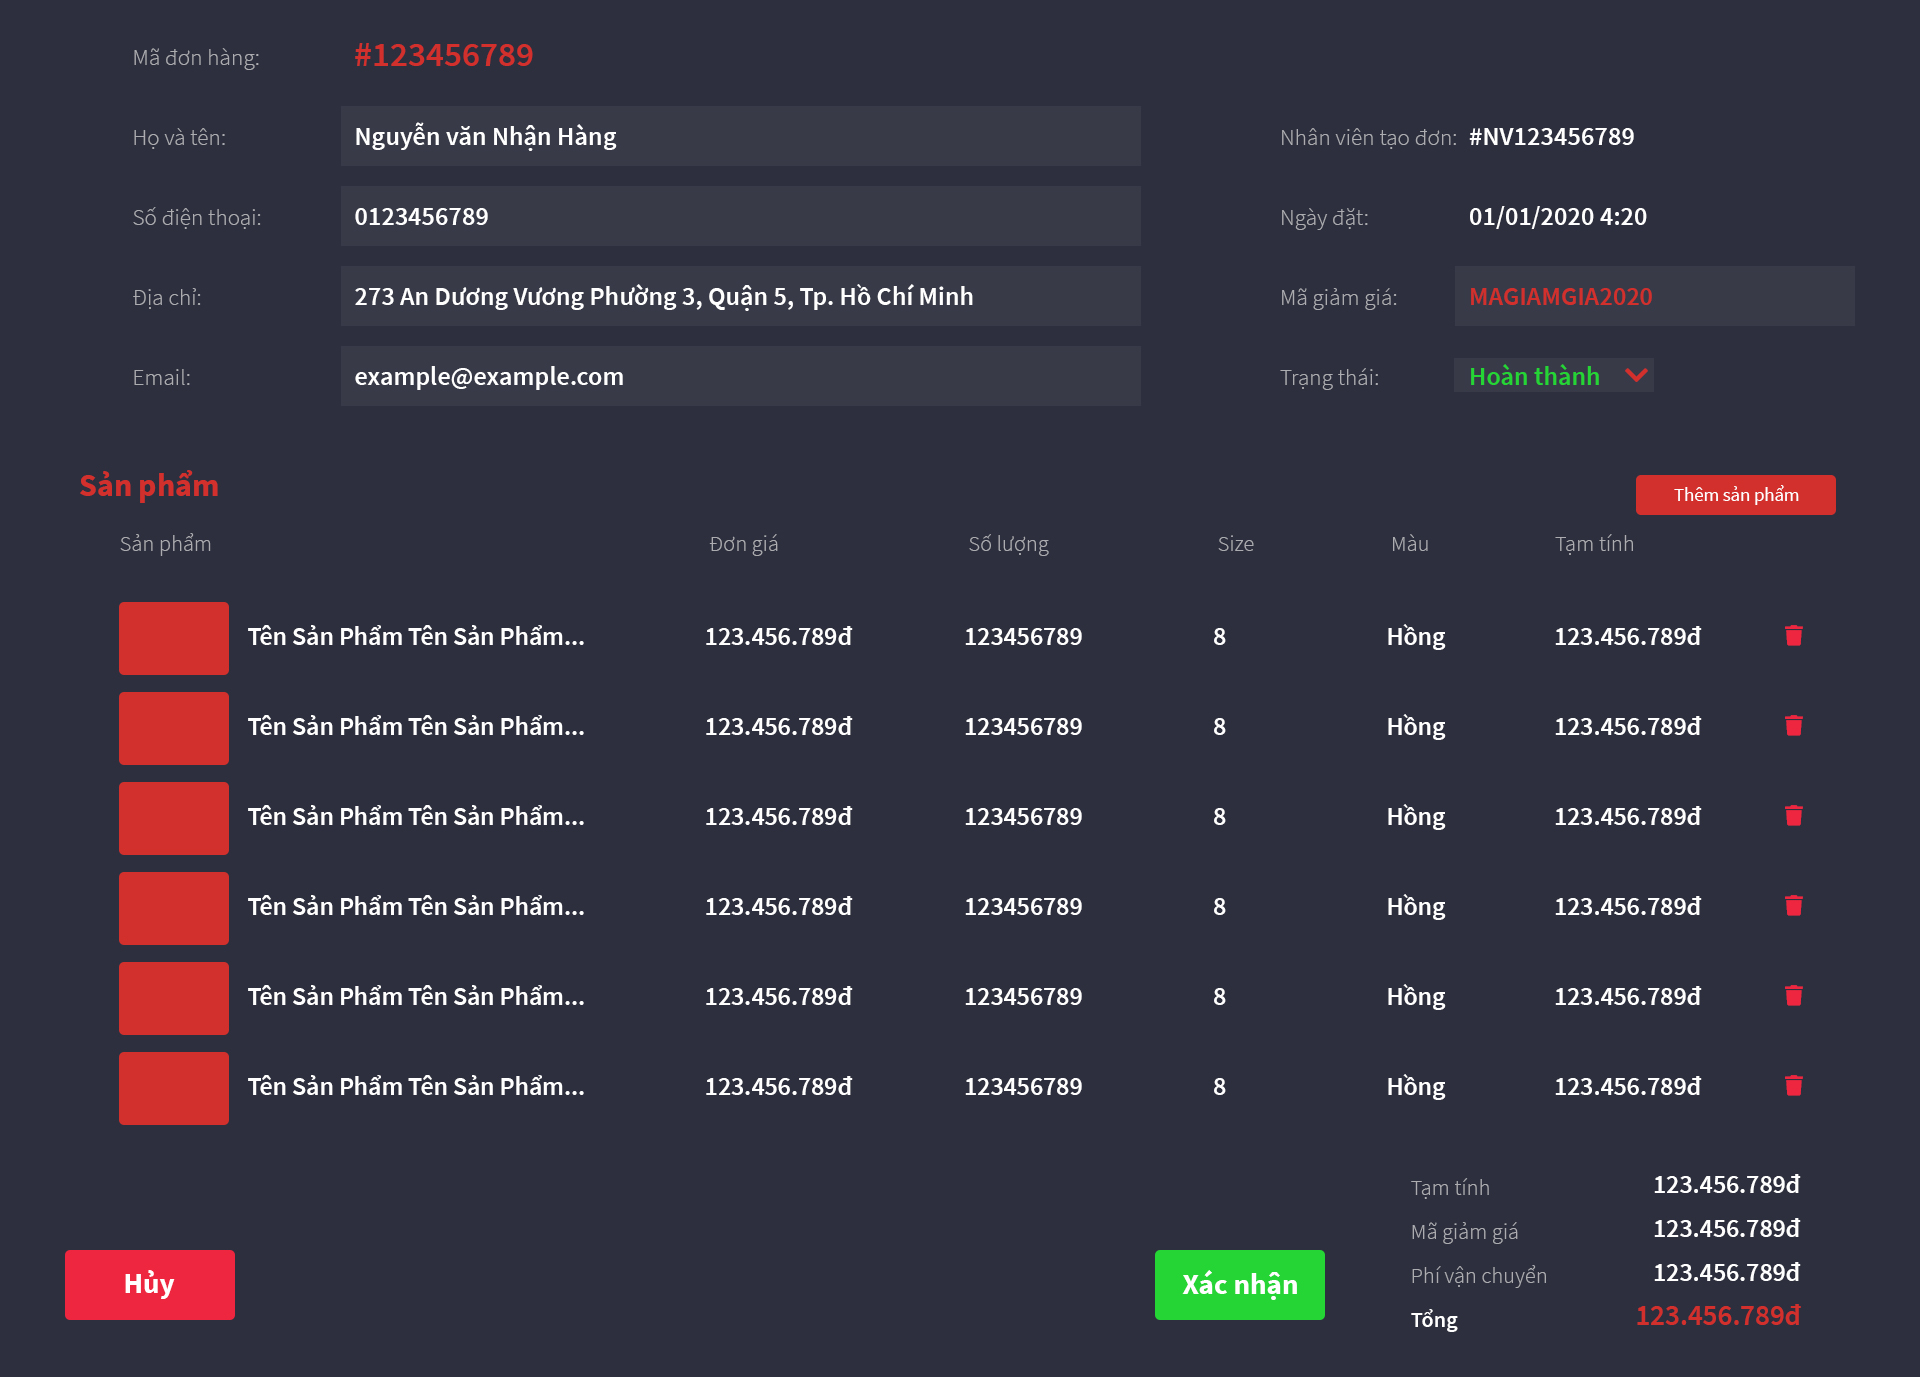 Mã đơn hàng: #123456789
Họ và tên: Nguyễn văn Nhận Hàng
Nhân viên tạo đơn: #NV123456789
Số điện thoại: 0123456789
Ngày đặt: 01/01/2020 4:20
Địa chỉ: 273 An Dương Vương Phường 3, Quận 5, Tp. Hồ Chí Minh
Mã giảm giá: MAGIAMGIA2020
Email: example@example.com
Trạng thái: Hoàn thành
Sản phẩm
Thêm sản phẩm
Sản phẩm Đơn giá Số lượng Size Màu Tạm tính
Tên Sản Phẩm Tên Sản Phẩm... 123.456.789đ 123456789 8 Hồng 123.456.789đ
Tên Sản Phẩm Tên Sản Phẩm... 123.456.789đ 123456789 8 Hồng 123.456.789đ
Tên Sản Phẩm Tên Sản Phẩm... 123.456.789đ 123456789 8 Hồng 123.456.789đ
Tên Sản Phẩm Tên Sản Phẩm... 123.456.789đ 123456789 8 Hồng 123.456.789đ
Tên Sản Phẩm Tên Sản Phẩm... 123.456.789đ 123456789 8 Hồng 123.456.789đ
Tên Sản Phẩm Tên Sản Phẩm... 123.456.789đ 123456789 8 Hồng 123.456.789đ
Tạm tính 123.456.789đ
Mã giảm giá 123.456.789đ
Phí vận chuyển 123.456.789đ
Tổng 123.456.789đ
Hủy
Xác nhận